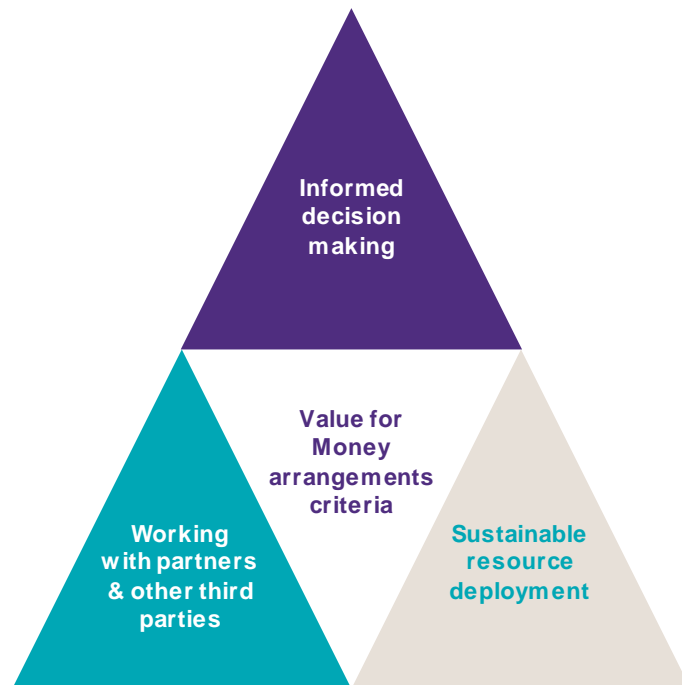 Informed
decision
making
Value for
Money
arrangements
criteria
Working
with partners
& other third
parties
Sustainable
resource
deployment